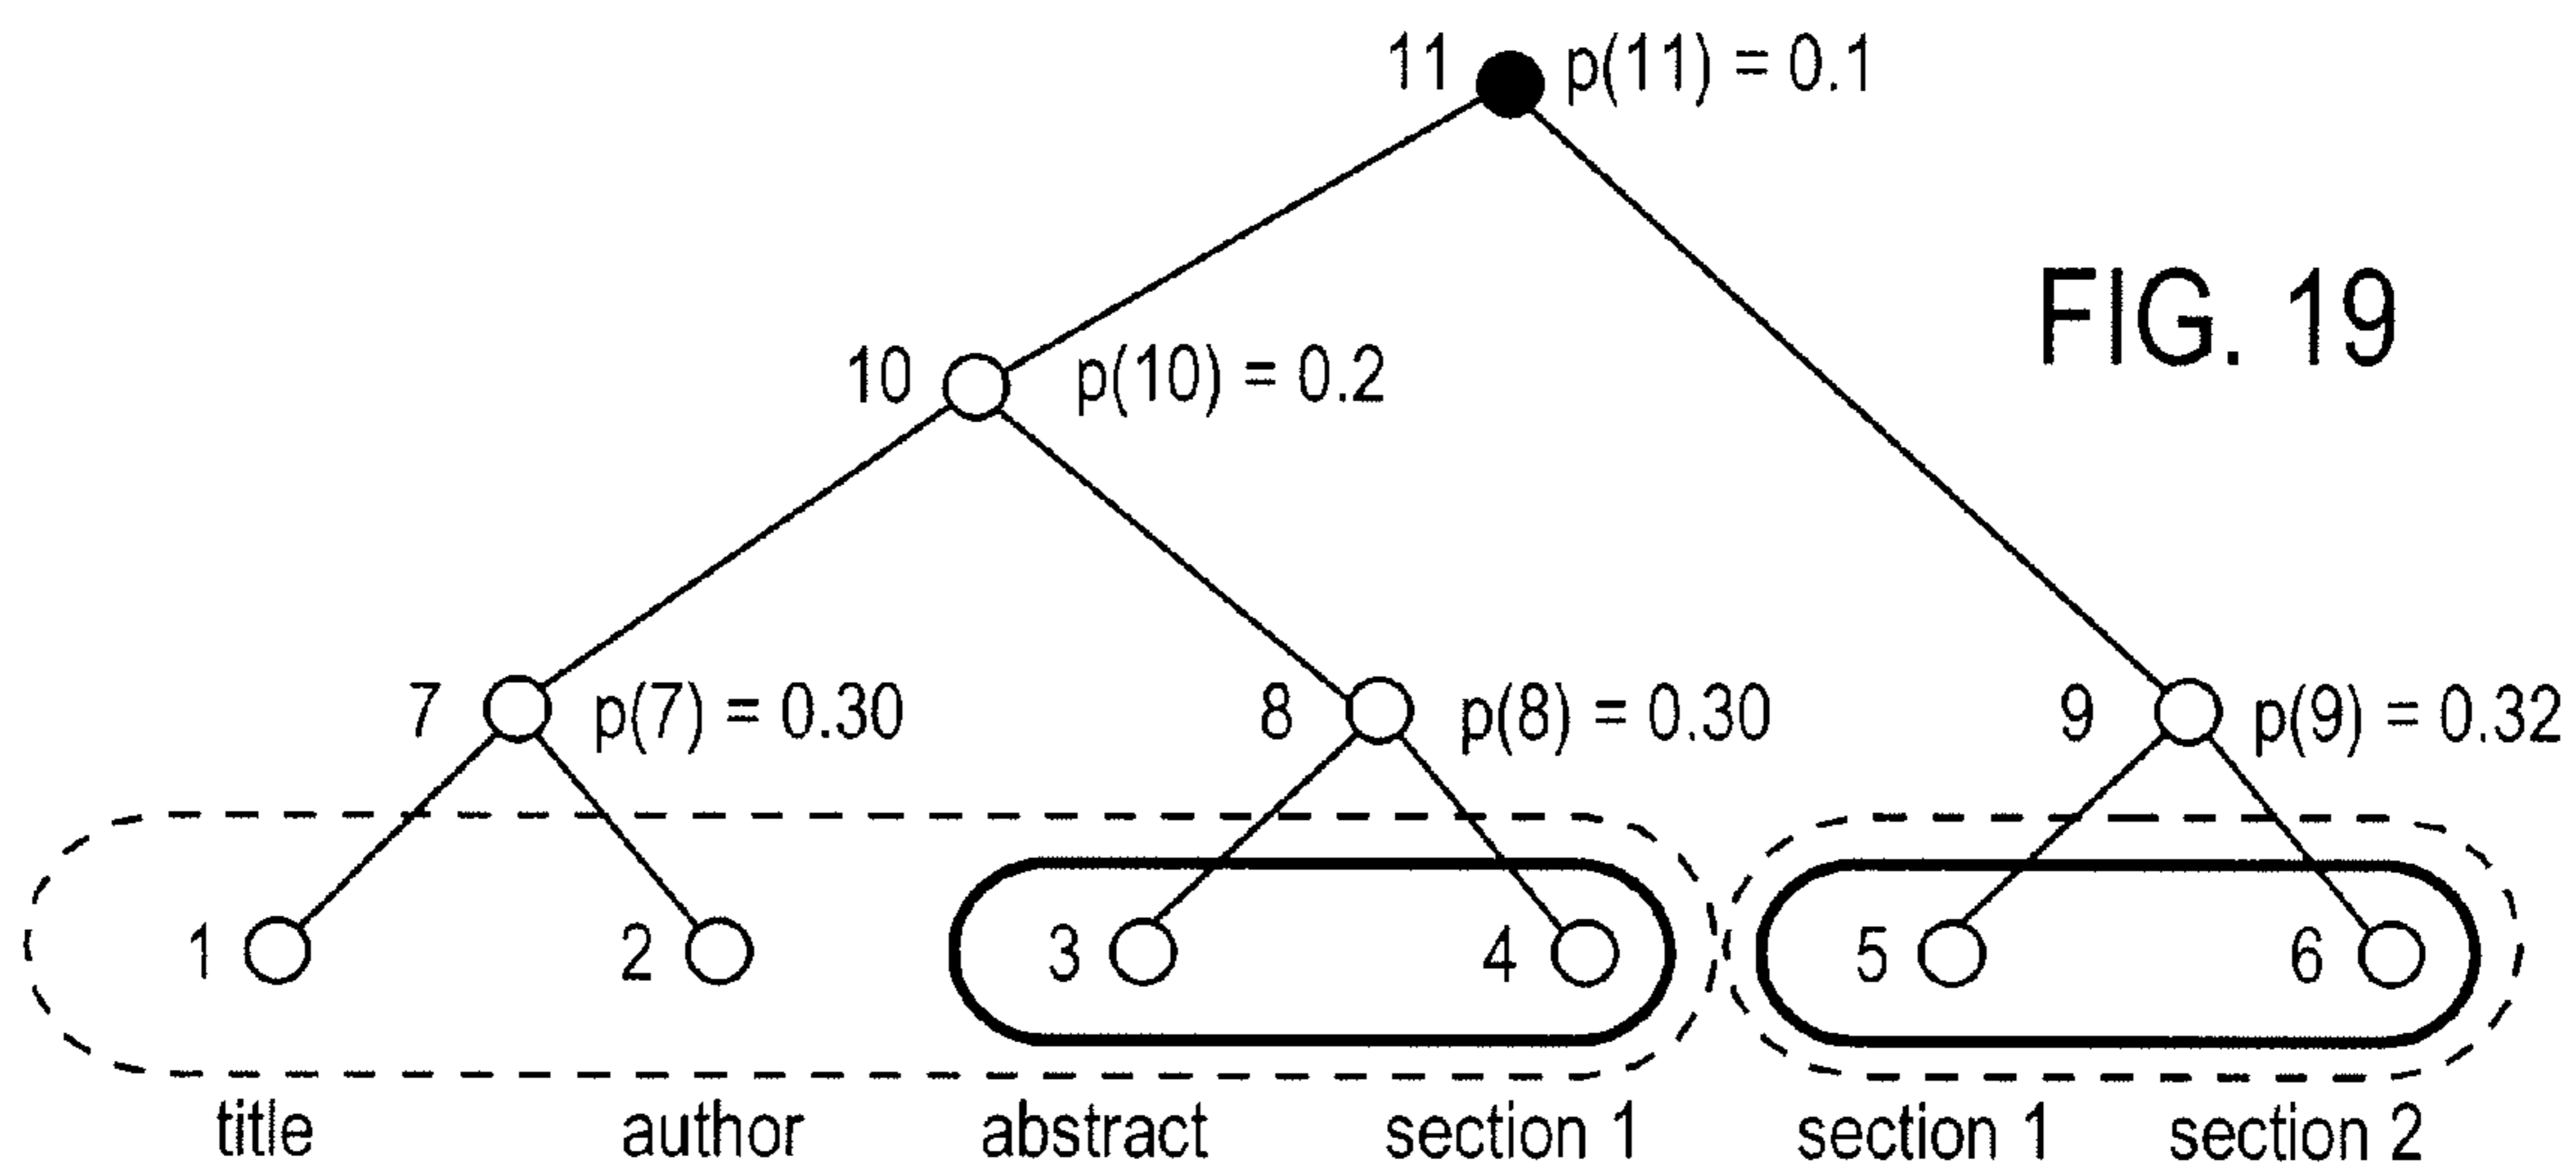 11 p(11) = 0.1
FIG. 19
10 p(10) = 0.2
7 p(7) = 0.30 8 p(8) = 0.30 9 p(9) = 0.32
1 2 3 4 5 6
title author abstract section 1 section 1 section 2